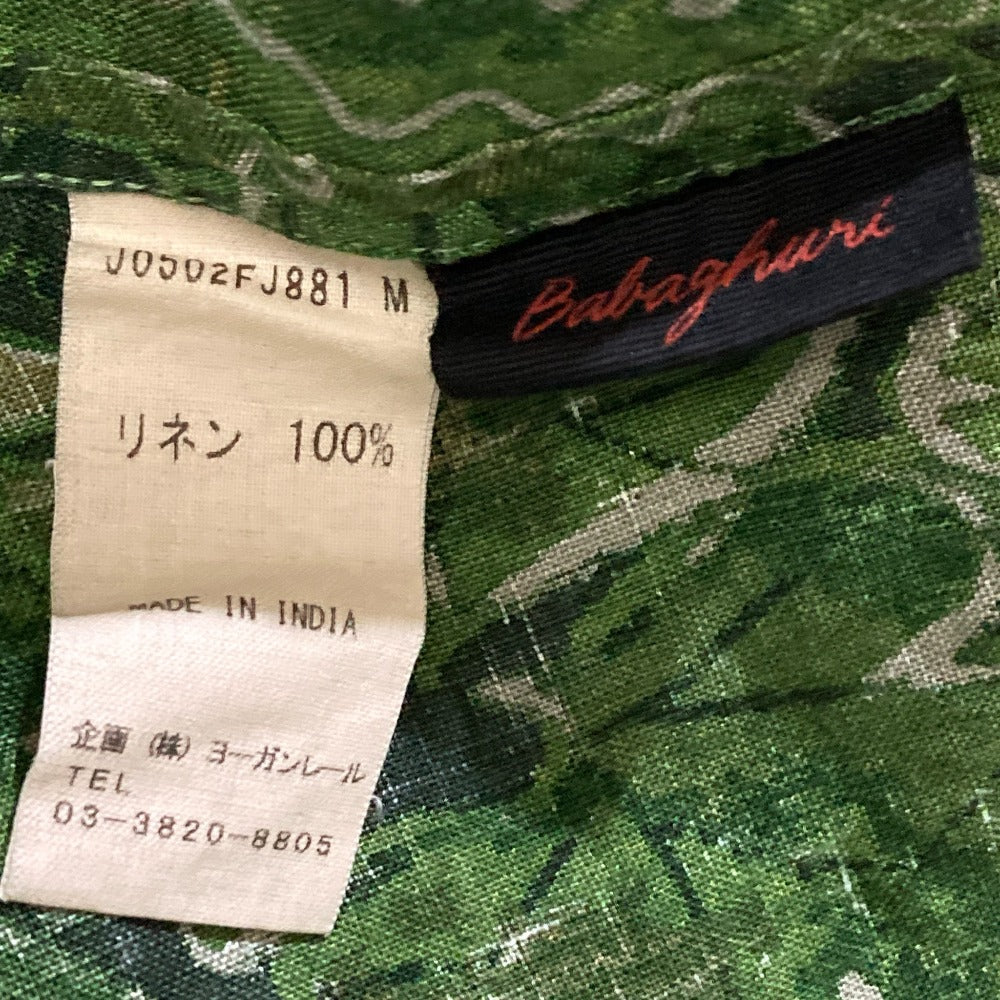 J0502FJ881 M
Babaghuri
リネン 100%
MADE IN INDIA
企画 (株) ヨーガンレール
TEL
03-3820-8805